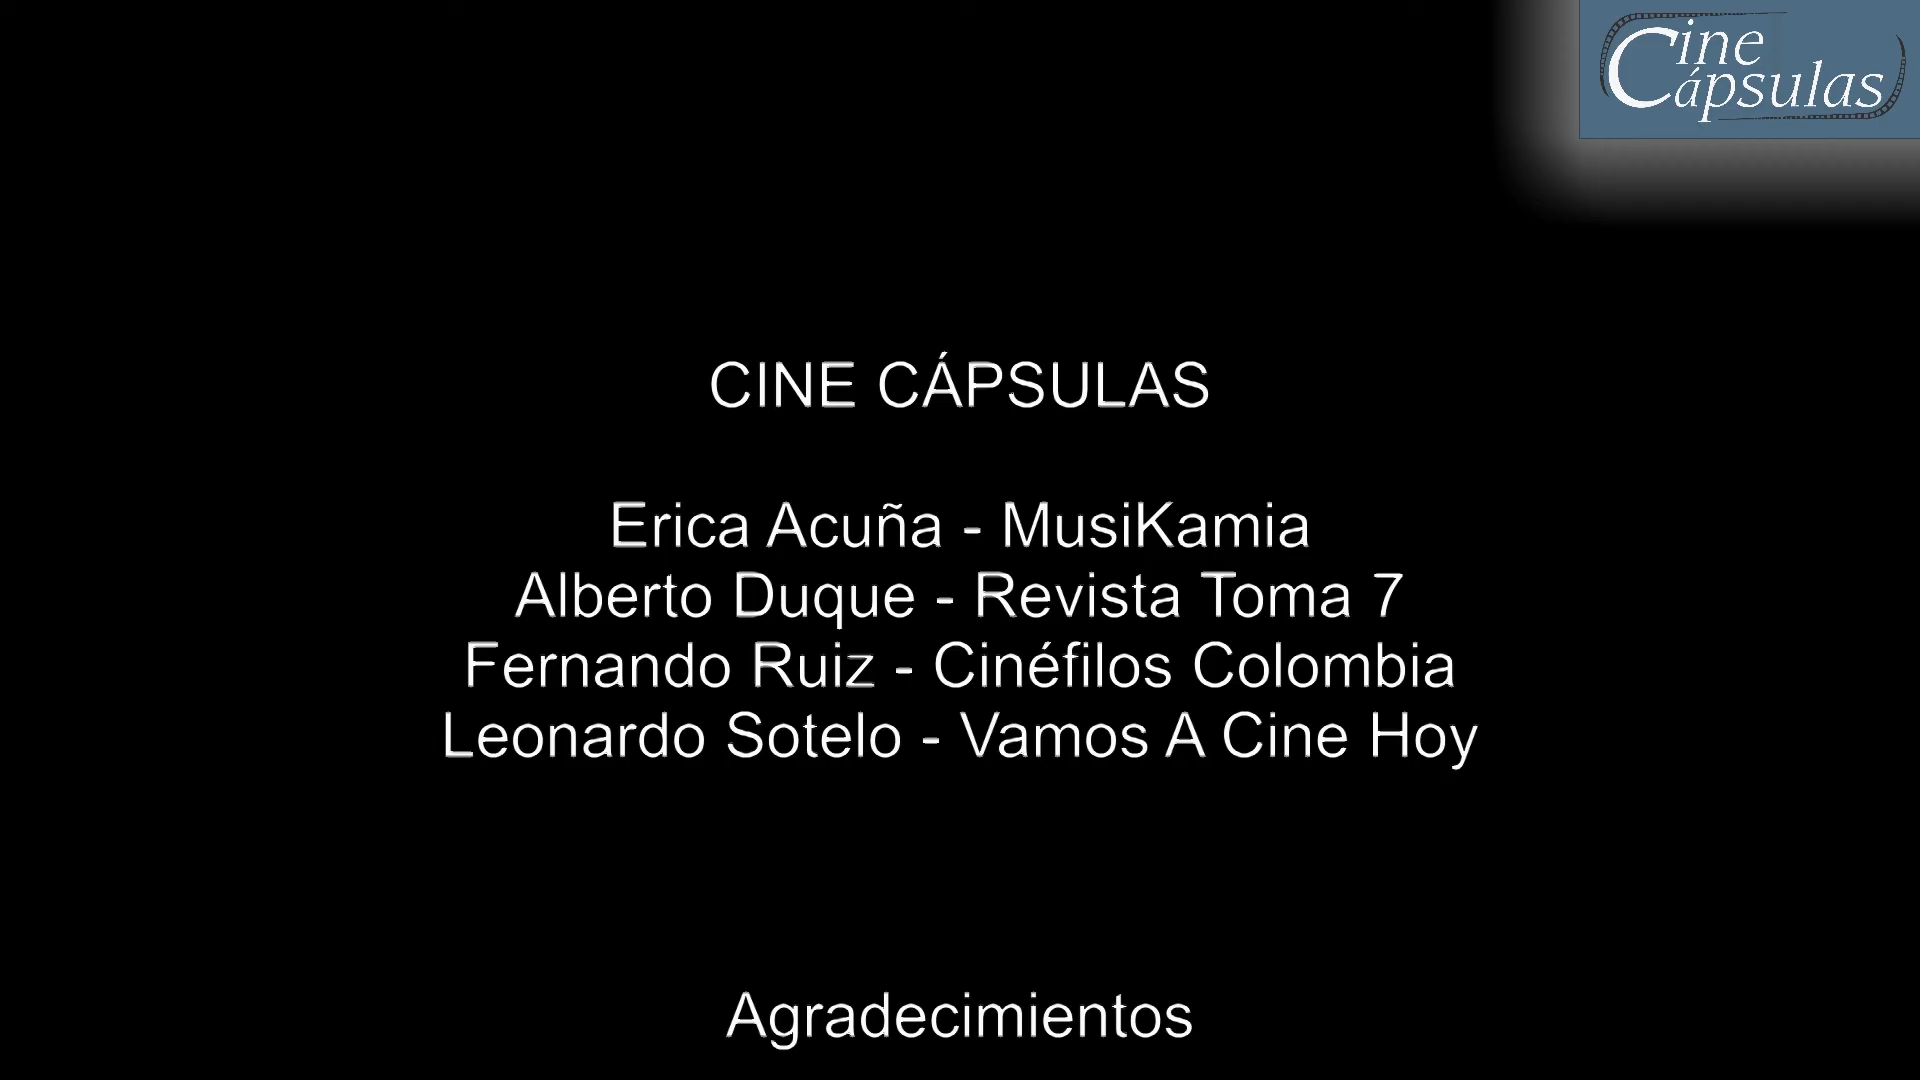 Cine
Cápsulas
CINE CÁPSULAS
Erica Acuña - MusiKamia
Alberto Duque - Revista Toma 7
Fernando Ruiz - Cinéfilos Colombia
Leonardo Sotelo - Vamos A Cine Hoy
Agradecimientos